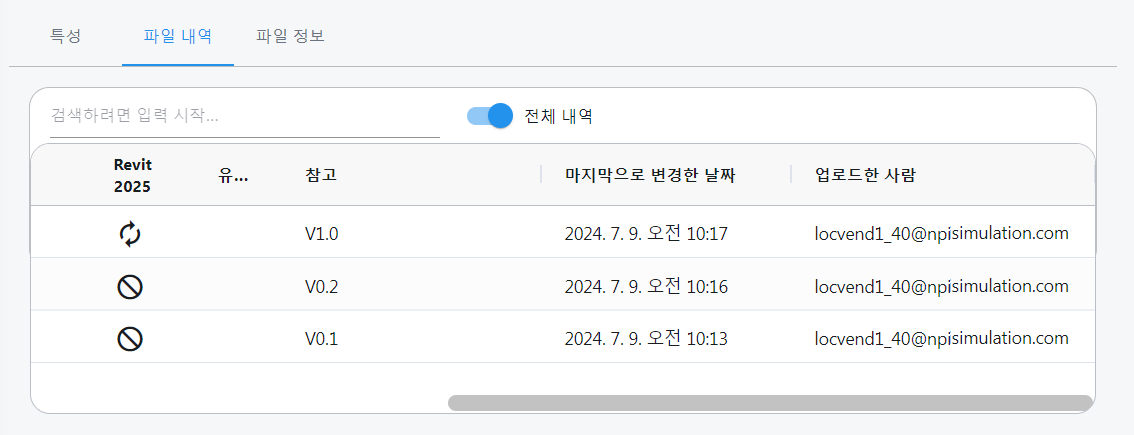 특성 파일 내역 파일 정보
검색하려면 입력 시작... 전체 내역
Revit 2025 유... 참고 마지막으로 변경한 날짜 업로드한 사람
V1.0 2024. 7. 9. 오전 10:17 locvend1_40@npisimulation.com
V0.2 2024. 7. 9. 오전 10:16 locvend1_40@npisimulation.com
V0.1 2024. 7. 9. 오전 10:13 locvend1_40@npisimulation.com